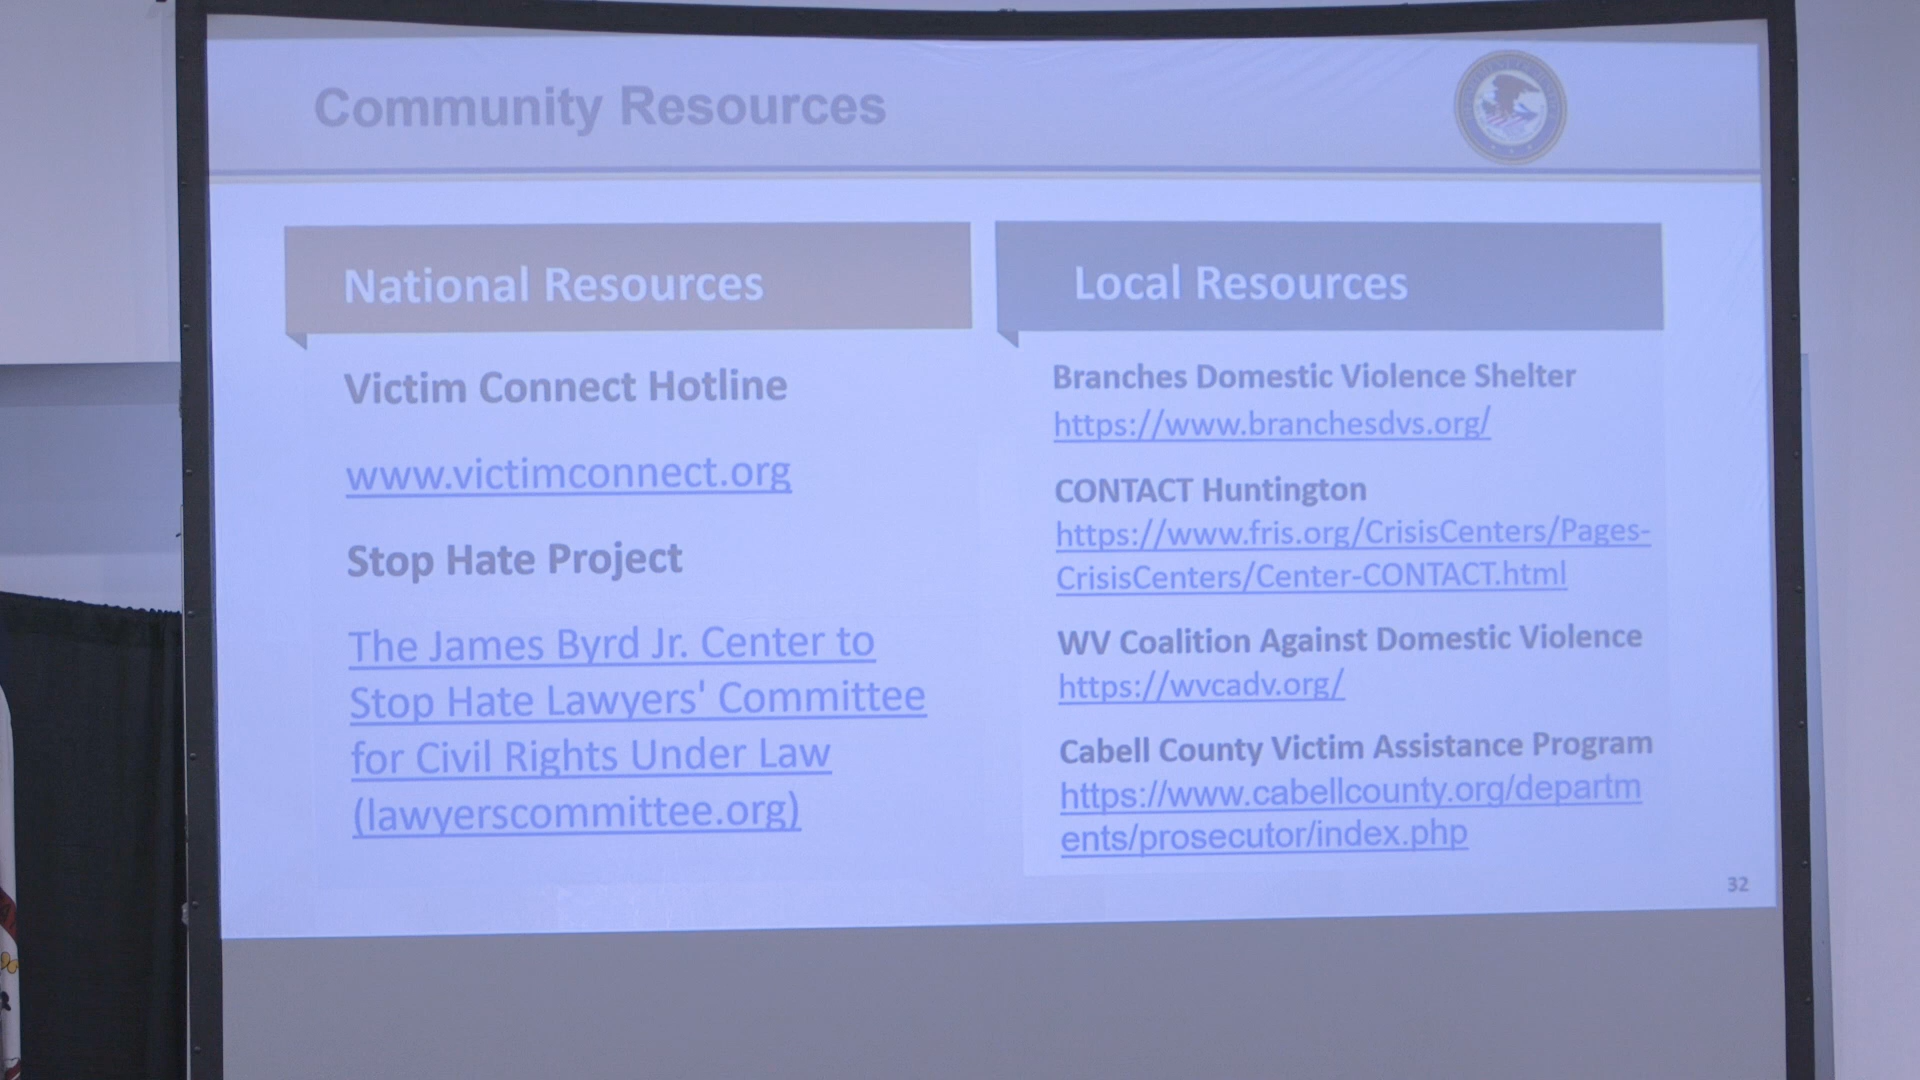 Community Resources
National Resources
Victim Connect Hotline
www.victimconnect.org
Stop Hate Project
The James Byrd Jr. Center to
Stop Hate Lawyers' Committee
for Civil Rights Under Law
(lawyerscommittee.org)
Local Resources
Branches Domestic Violence Shelter
https://www.branchesdvs.org/
CONTACT Huntington
https://www.fris.org/CrisisCenters/Pages-
CrisisCenters/Center-CONTACT.html
WV Coalition Against Domestic Violence
https://wvcadv.org/
Cabell County Victim Assistance Program
https://www.cabellcounty.org/departm
ents/prosecutor/index.php
32